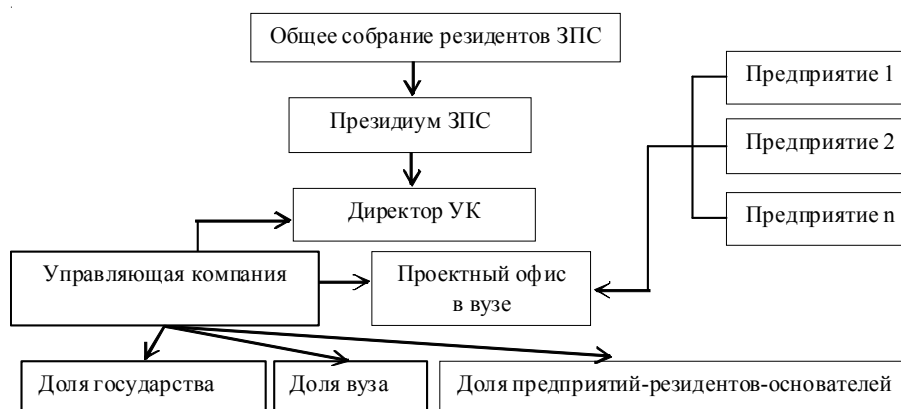 Общее собрание резидентов ЗПС
Предприятие 1
Президиум ЗПС
Предприятие 2
Директор УК
Предприятие n
Управляющая компания
Проектный офис
в вузе
Доля государства
Доля вуза
Доля предприятий-резидентов-основателей